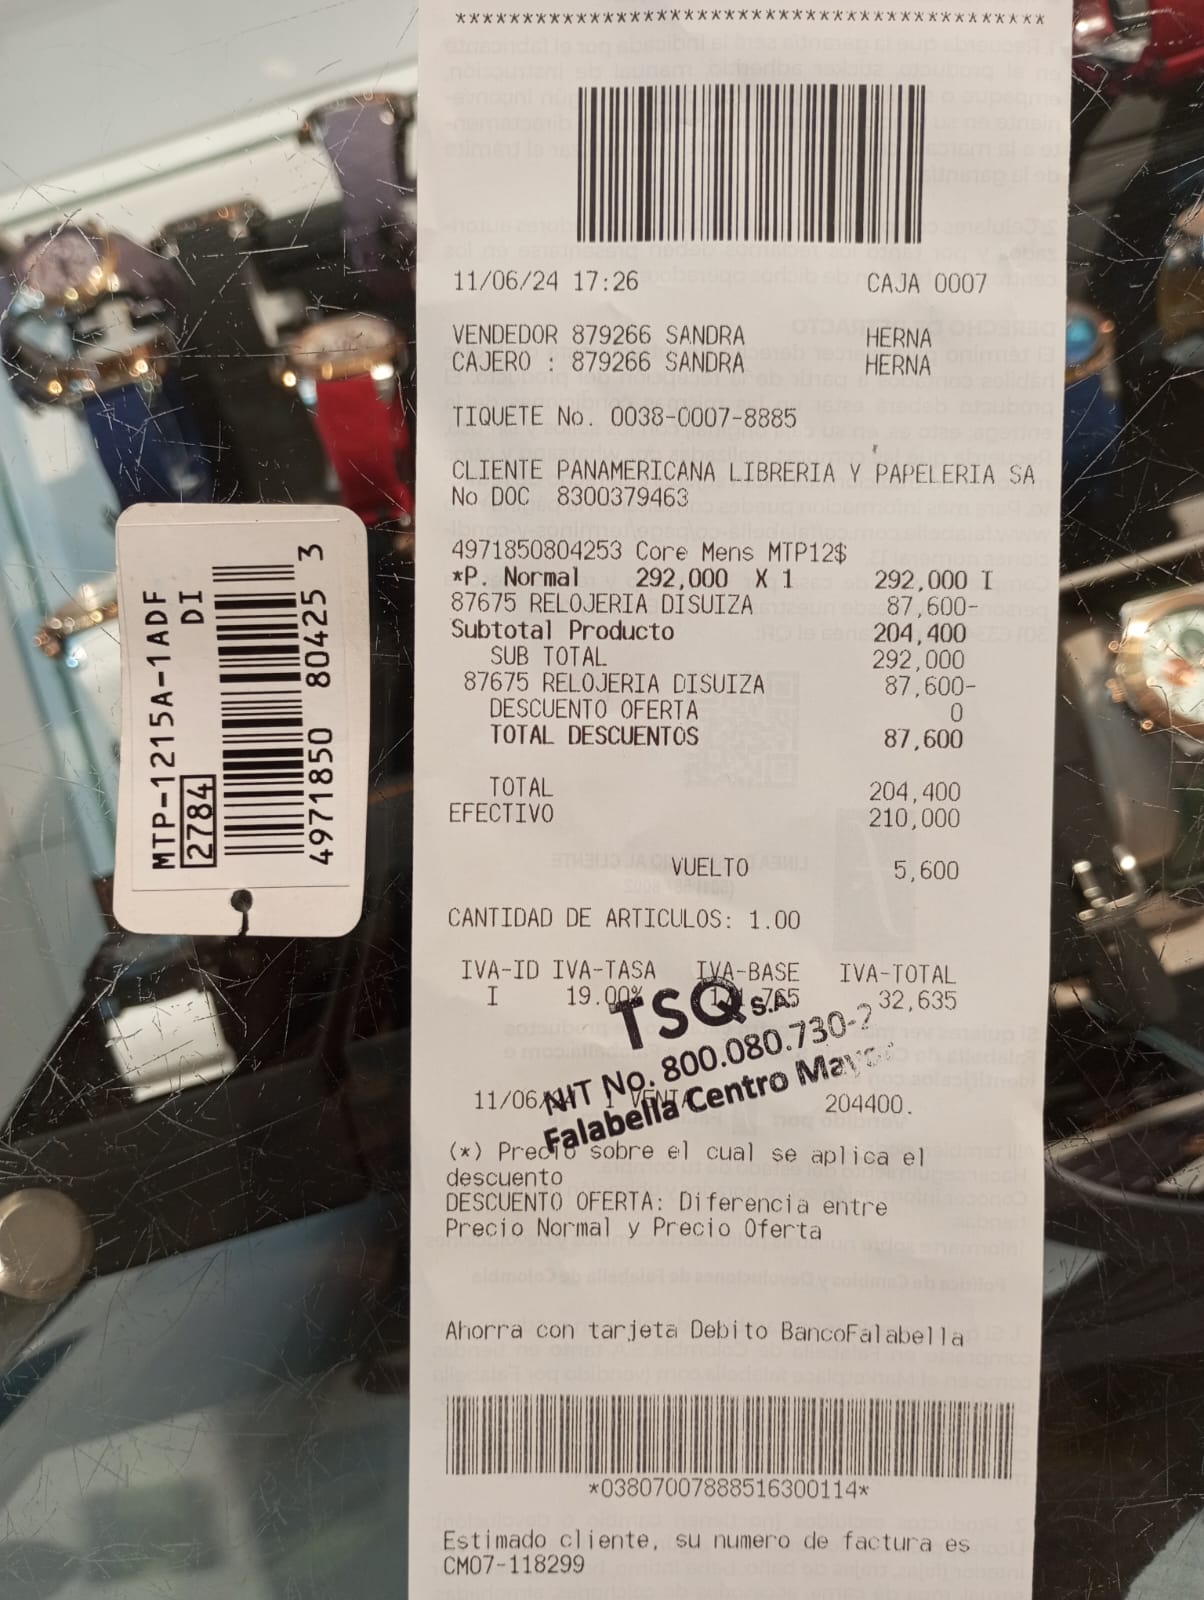 11/06/24 17:26 CAJA 0007
VENDEDOR 879266 SANDRA HERNA
CAJERO : 879266 SANDRA HERNA
TIQUETE No. 0038-0007-8885
CLIENTE PANAMERICANA LIBRERIA Y PAPELERIA SA
No DOC 8300379463
4971850804253 Core Mens MTP12$
*P. Normal 292,000 X 1 292,000 I
87675 RELOJERIA DISUIZA 87,600-
Subtotal Producto 204,400
SUB TOTAL 292,000
87675 RELOJERIA DISUIZA 87,600-
DESCUENTO OFERTA 0
TOTAL DESCUENTOS 87,600
TOTAL 204,400
EFECTIVO 210,000
VUELTO 5,600
CANTIDAD DE ARTICULOS: 1.00
IVA-ID IVA-TASA IVA-BASE IVA-TOTAL
I 19.00% 32,635
TSQ S.A
NIT No. 800.080.730-2
Falabella Centro Mayor
11/06 1 VENTA 204400.
(*) Precio sobre el cual se aplica el
descuento
DESCUENTO OFERTA: Diferencia entre
Precio Normal y Precio Oferta
Ahorra con tarjeta Debito BancoFalabella
*03807007888516300114*
Estimado cliente, su numero de factura es
CM07-118299
MTP-1215A-1ADF
DI
2784
4971850 80425 3